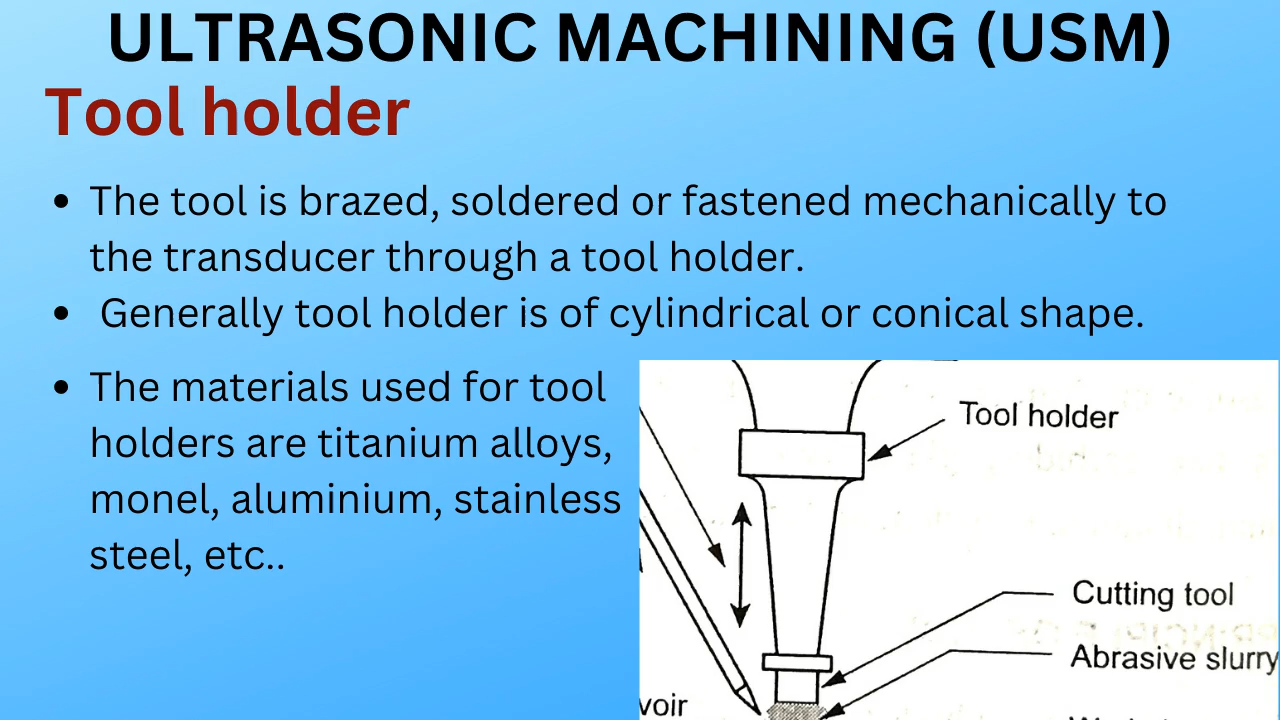 ULTRASONIC MACHINING (USM)
Tool holder
• The tool is brazed, soldered or fastened mechanically to
the transducer through a tool holder.
• Generally tool holder is of cylindrical or conical shape.
• The materials used for tool
holders are titanium alloys,
monel, aluminium, stainless
steel, etc..
Tool holder
Cutting tool
Abrasive slurry
voir